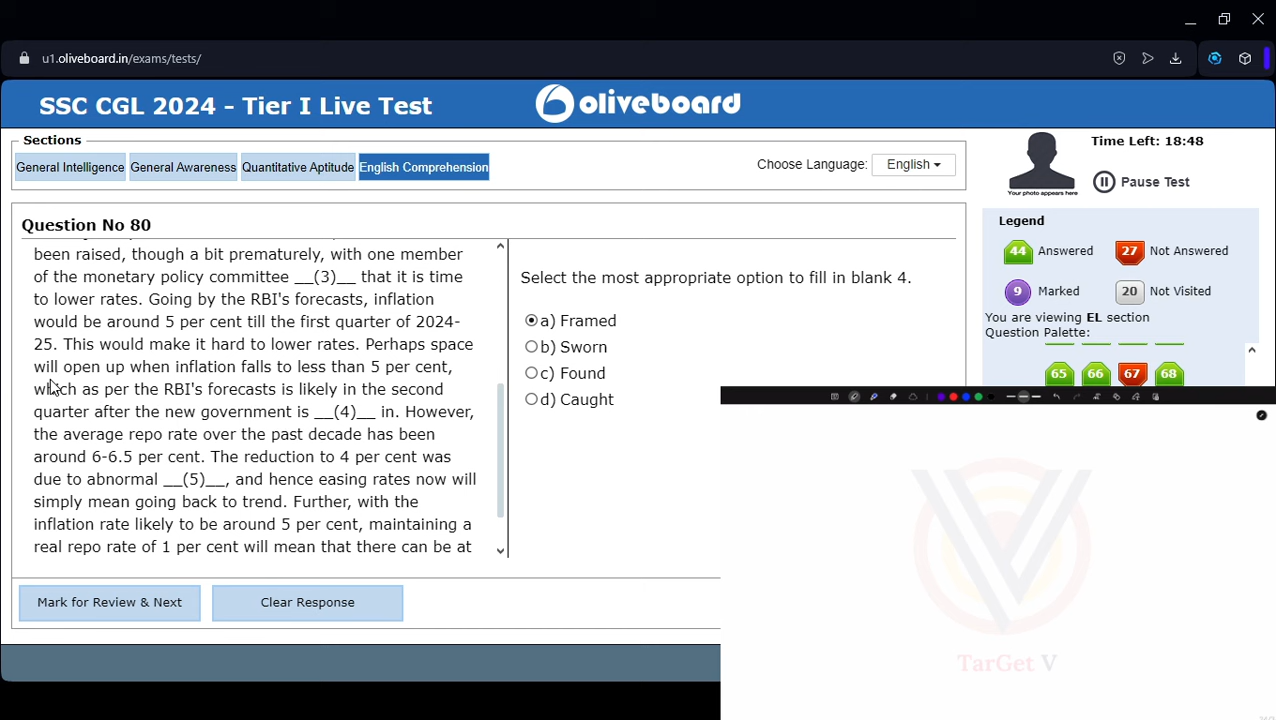 u1.oliveboard.in/exams/tests/
SSC CGL 2024 - Tier I Live Test
oliveboard
Sections
General Intelligence
General Awareness
Quantitative Aptitude
English Comprehension
Choose Language:
English
Time Left: 18:48
Your photo appears here
Pause Test
Question No 80
been raised, though a bit prematurely, with one member
of the monetary policy committee __(3)__ that it is time
to lower rates. Going by the RBI's forecasts, inflation
would be around 5 per cent till the first quarter of 2024-
25. This would make it hard to lower rates. Perhaps space
will open up when inflation falls to less than 5 per cent,
which as per the RBI's forecasts is likely in the second
quarter after the new government is __(4)__ in. However,
the average repo rate over the past decade has been
around 6-6.5 per cent. The reduction to 4 per cent was
due to abnormal __(5)__, and hence easing rates now will
simply mean going back to trend. Further, with the
inflation rate likely to be around 5 per cent, maintaining a
real repo rate of 1 per cent will mean that there can be at
Select the most appropriate option to fill in blank 4.
a) Framed
b) Sworn
c) Found
d) Caught
Legend
44 Answered
27 Not Answered
9 Marked
20 Not Visited
You are viewing EL section
Question Palette:
65 66 67 68
Mark for Review & Next
Clear Response
TarGet V